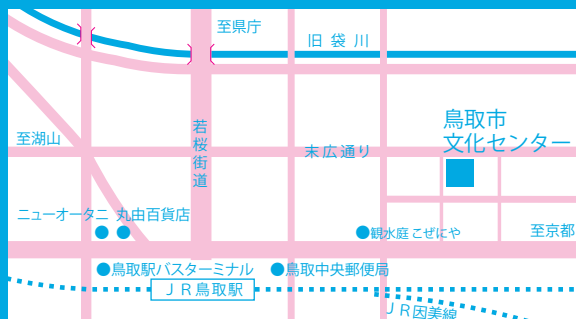 至県庁
旧袋川
鳥取市
文化センター
若桜街道
至湖山
末広通り
ニューオータニ
丸由百貨店
観水庭こぜにや
至京都
鳥取駅バスターミナル
鳥取中央郵便局
JR鳥取駅
JR因美線